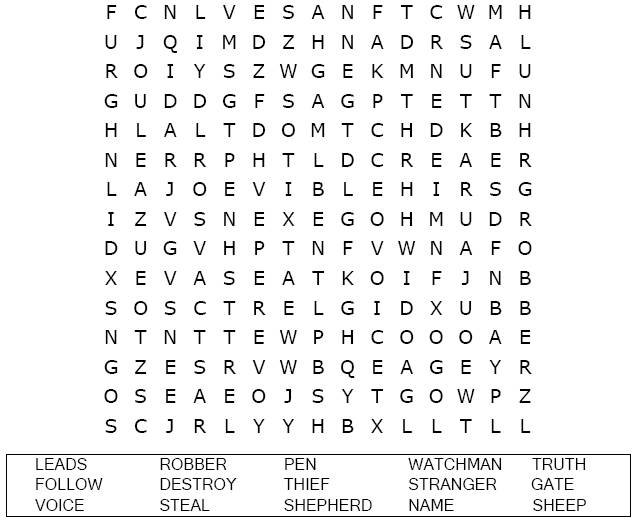 F C N L V E S A N F T C W M H
U J Q I M D Z H N A D R S A L
R O I Y S Z W G E K M N U F U
G U D D G F S A G P T E T T N
H L A L T D O M T C H D K B H
N E R R P H T L D C R E A E R
L A J O E V I B L E H I R S G
I Z V S N E X E G O H M U D R
D U G V H P T N F V W N A F O
X E V A S E A T K O I F J N B
S O S C T R E L G I D X U B B
N T N T T E W P H C O O O A E
G Z E S R V W B Q E A G E Y R
O S E A E O J S Y T G O W P Z
S C J R L Y Y H B X L L T L L
LEADS ROBBER PEN WATCHMAN TRUTH
FOLLOW DESTROY THIEF STRANGER GATE
VOICE STEAL SHEPHERD NAME SHEEP